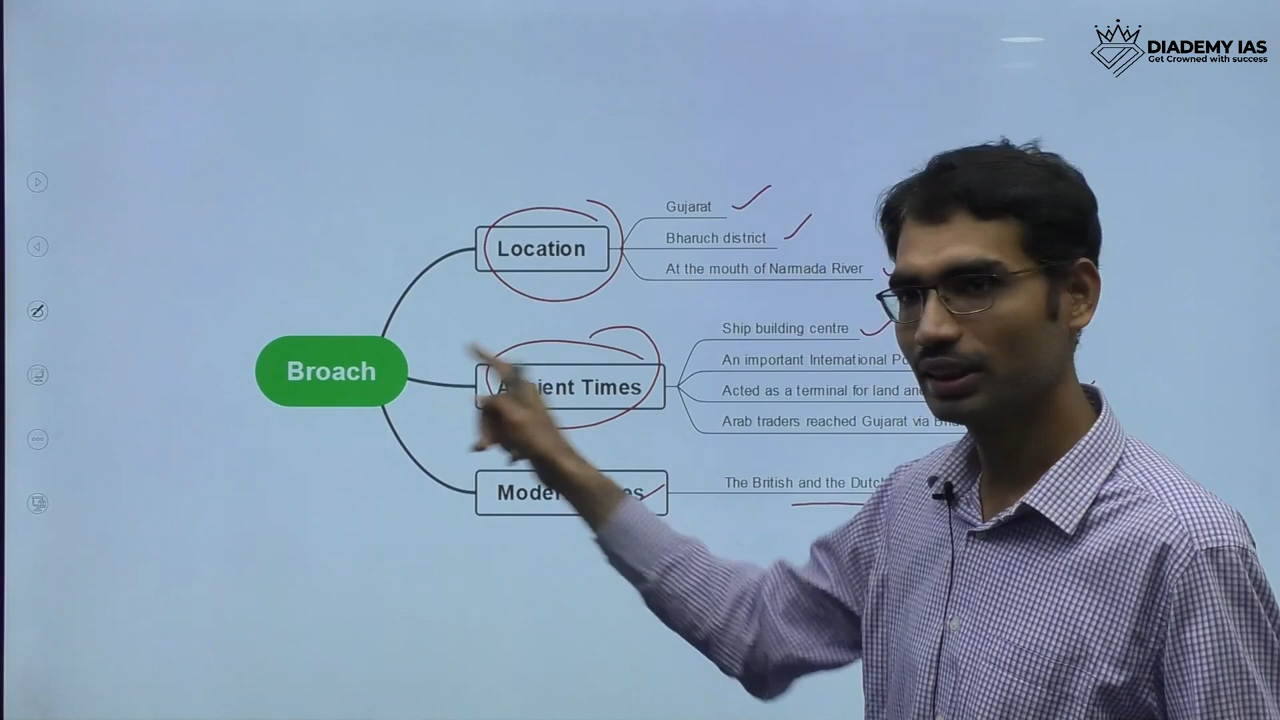 DIADEMY IAS
Get Crowned with success
Location
Gujarat
Bharuch district
At the mouth of Narmada River
Broach
Ship building centre
An important International
Acted as a terminal for land
Arab traders reached Gujarat via
Times
The British and the Dutch